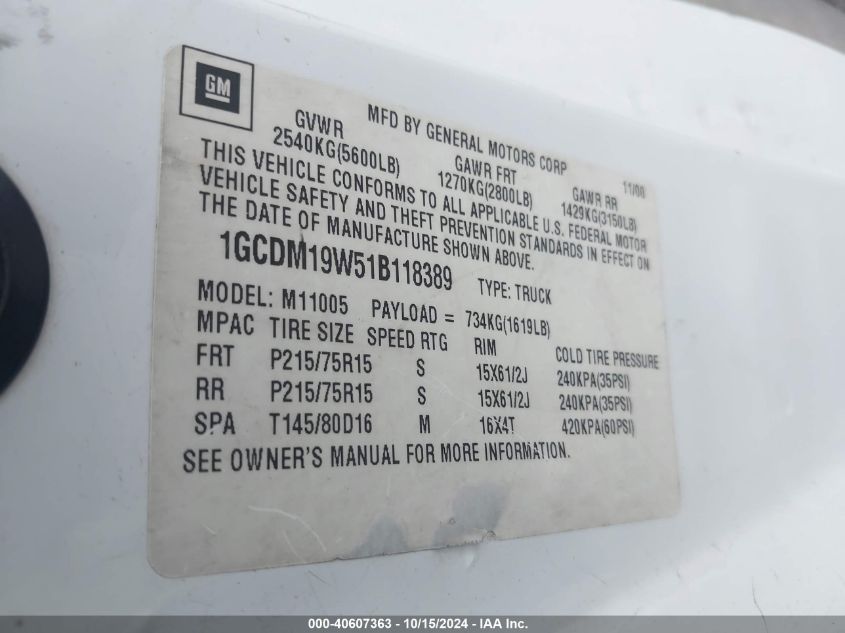 GM
MFD BY GENERAL MOTORS CORP 11/00
GVWR GAWR FRT GAWR RR
2540KG(5600LB) 1270KG(2800LB) 1429KG(3150LB)
THIS VEHICLE CONFORMS TO ALL APPLICABLE U.S. FEDERAL MOTOR
VEHICLE SAFETY AND THEFT PREVENTION STANDARDS IN EFFECT ON
THE DATE OF MANUFACTURE SHOWN ABOVE.
1GCDM19W51B118389 TYPE: TRUCK
MODEL: M11005 PAYLOAD = 734KG(1619LB)
MPAC TIRE SIZE SPEED RTG RIM COLD TIRE PRESSURE
FRT P215/75R15 S 15X61/2J 240KPA(35PSI)
RR P215/75R15 S 15X61/2J 240KPA(35PSI)
SPA T145/80D16 M 16X4T 420KPA(60PSI)
SEE OWNER'S MANUAL FOR MORE INFORMATION.
000-40607363 - 10/15/2024 - IAA Inc.